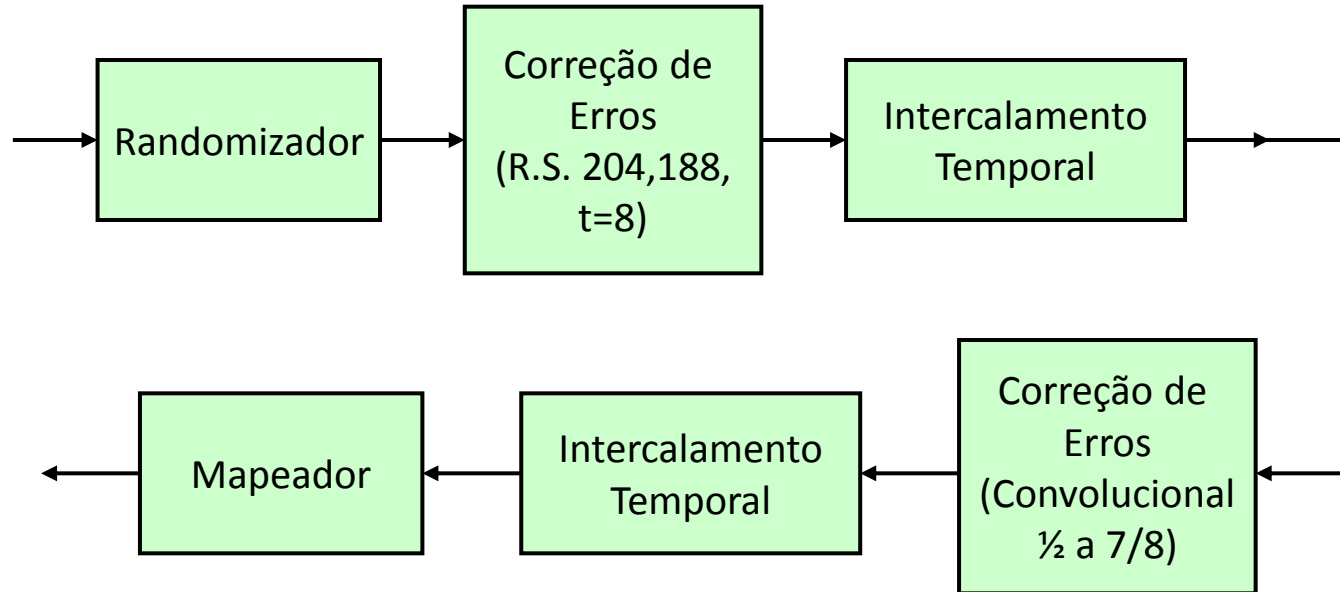 Randomizador
Correção de
Erros
(R.S. 204,188,
t=8)
Intercalamento
Temporal
Correção de
Erros
(Convolucional
½ a 7/8)
Intercalamento
Temporal
Mapeador